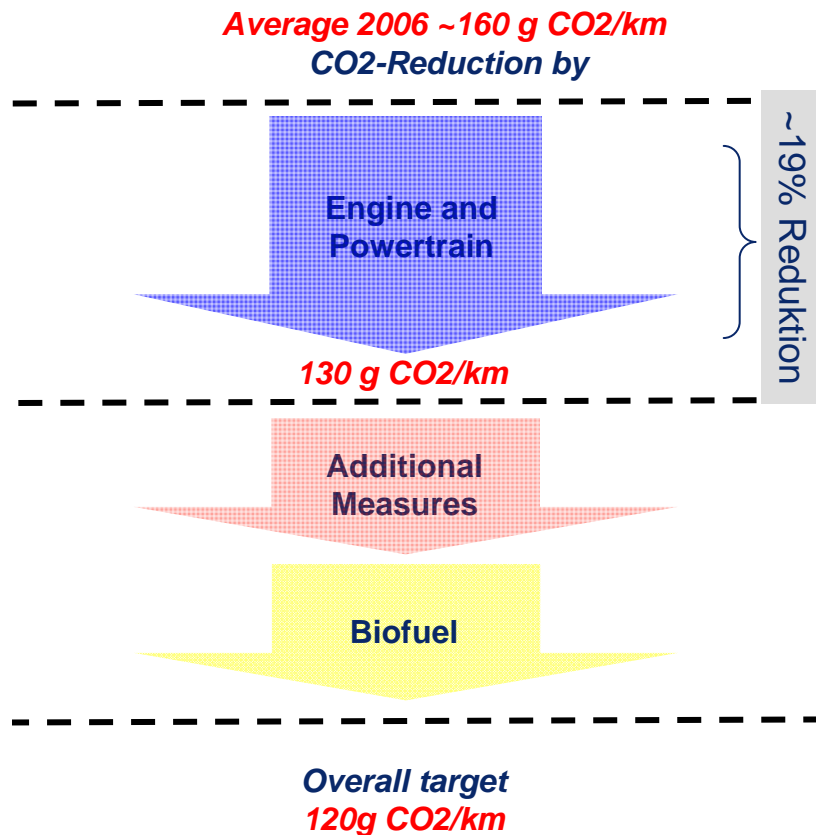 Average 2006 ~160 g CO2/km
CO2-Reduction by
~19% Reduktion
Engine and
Powertrain
130 g CO2/km
Additional
Measures
Biofuel
Overall target
120g CO2/km